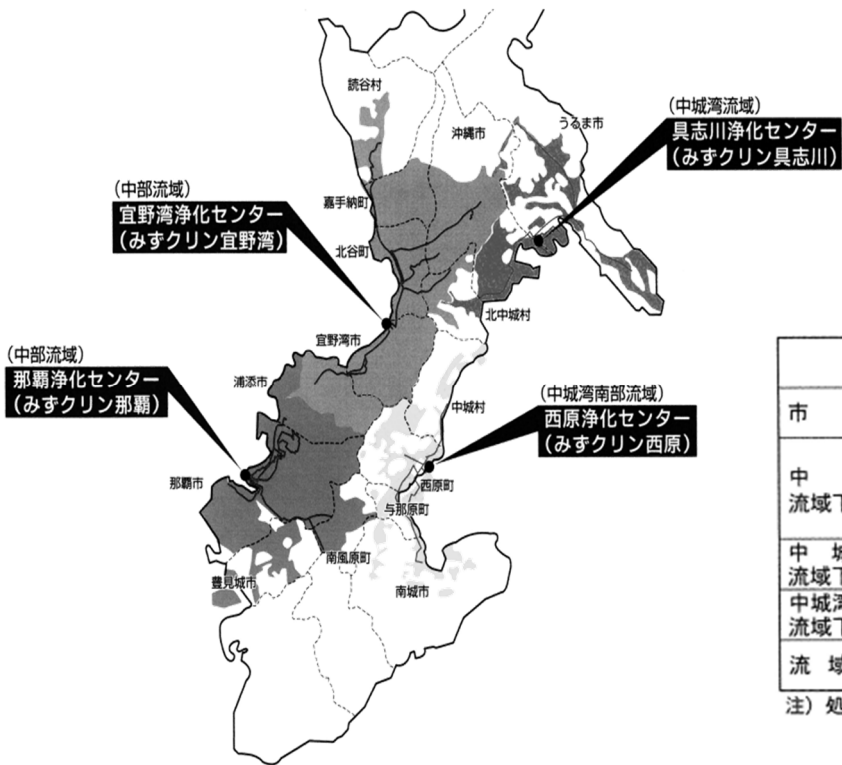 読谷村
沖縄市
うるま市
(中城湾流域)
具志川浄化センター
(みずクリン具志川)
(中部流域)
宜野湾浄化センター
(みずクリン宜野湾)
嘉手納町
北谷町
北中城村
宜野湾市
(中部流域)
那覇浄化センター
(みずクリン那覇)
浦添市
中城村
(中城湾南部流域)
西原浄化センター
(みずクリン西原)
那覇市
西原町
与那原町
南風原町
豊見城市
南城市
市
中
流域下
中 城
流域下
中城湾
流域下
流 域
注）処